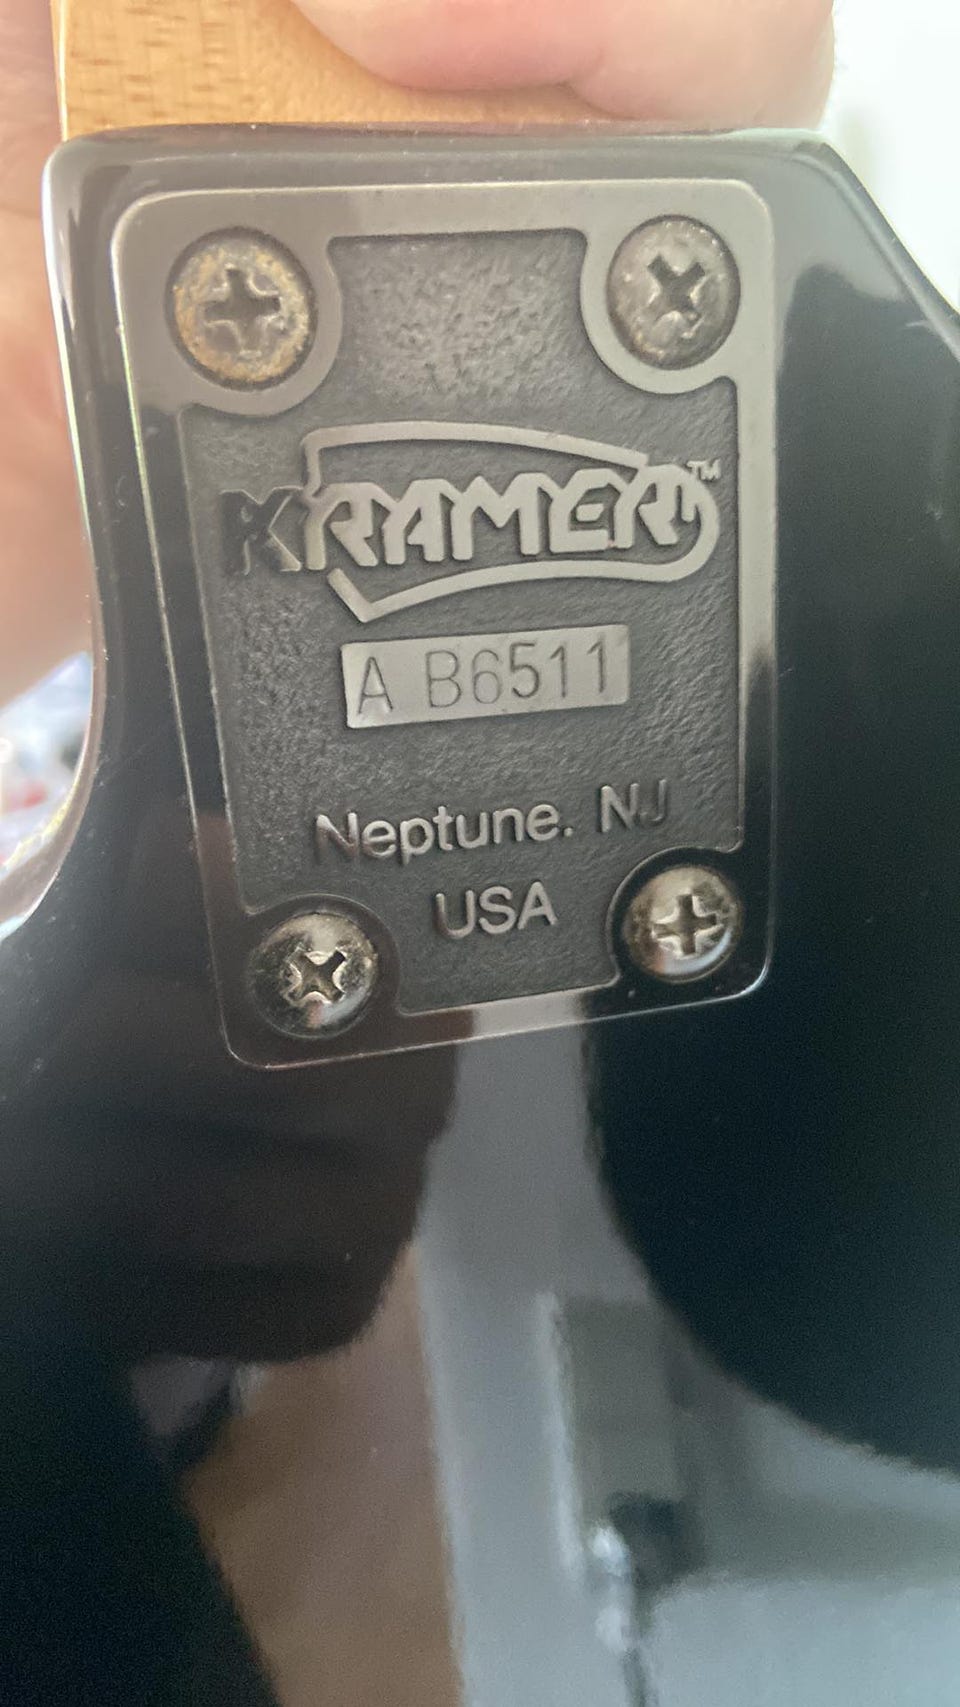 KRAMER™
A B6511
Neptune. NJ
USA